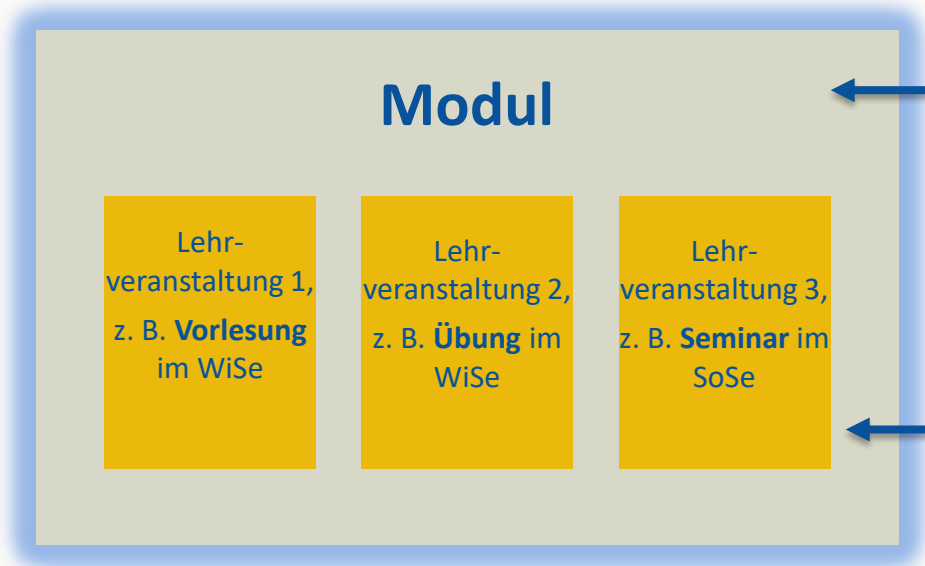 Modul
Lehr-
veranstaltung 1,
z. B. Vorlesung
im WiSe
Lehr-
veranstaltung 2,
z. B. Übung im
WiSe
Lehr-
veranstaltung 3,
z. B. Seminar im
SoSe